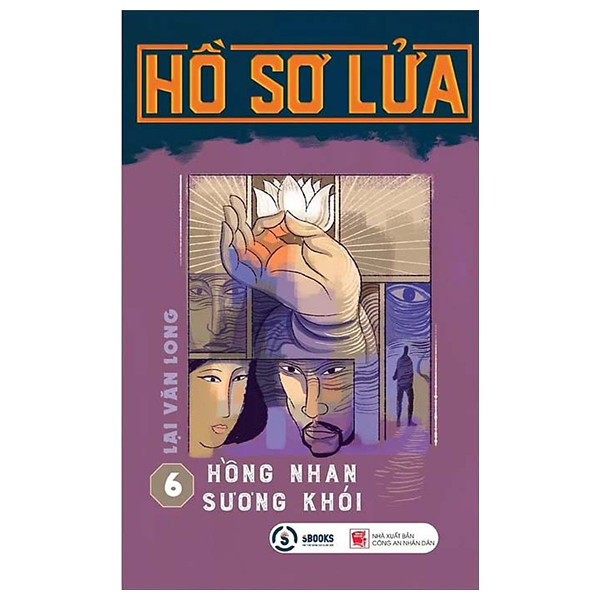 HỒ SƠ LỬA
LẠI VĂN LONG
6
HỒNG NHAN
SƯƠNG KHÓI
S
SBOOKS
NHÀ XUẤT BẢN
CÔNG AN NHÂN DÂN